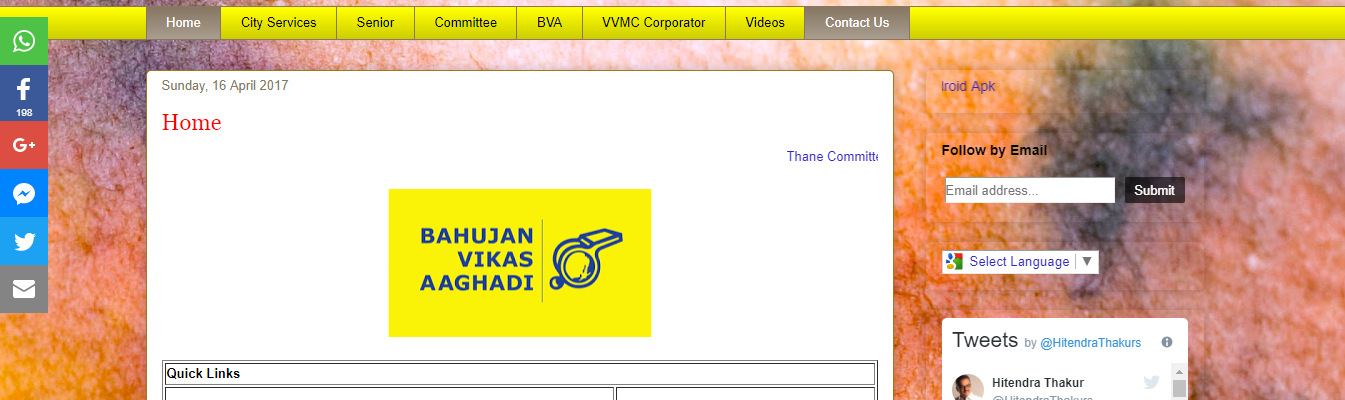 Home City Services Senior Committee BVA VVMC Corporator Videos Contact Us
198
Sunday, 16 April 2017
Home
Thane Committe
BAHUJAN
VIKAS
AAGHADI
Quick Links
lroid Apk
Follow by Email
Email address... Submit
Select Language ▼
Tweets by @HitendraThakurs
Hitendra Thakur
@HitendraThakurs